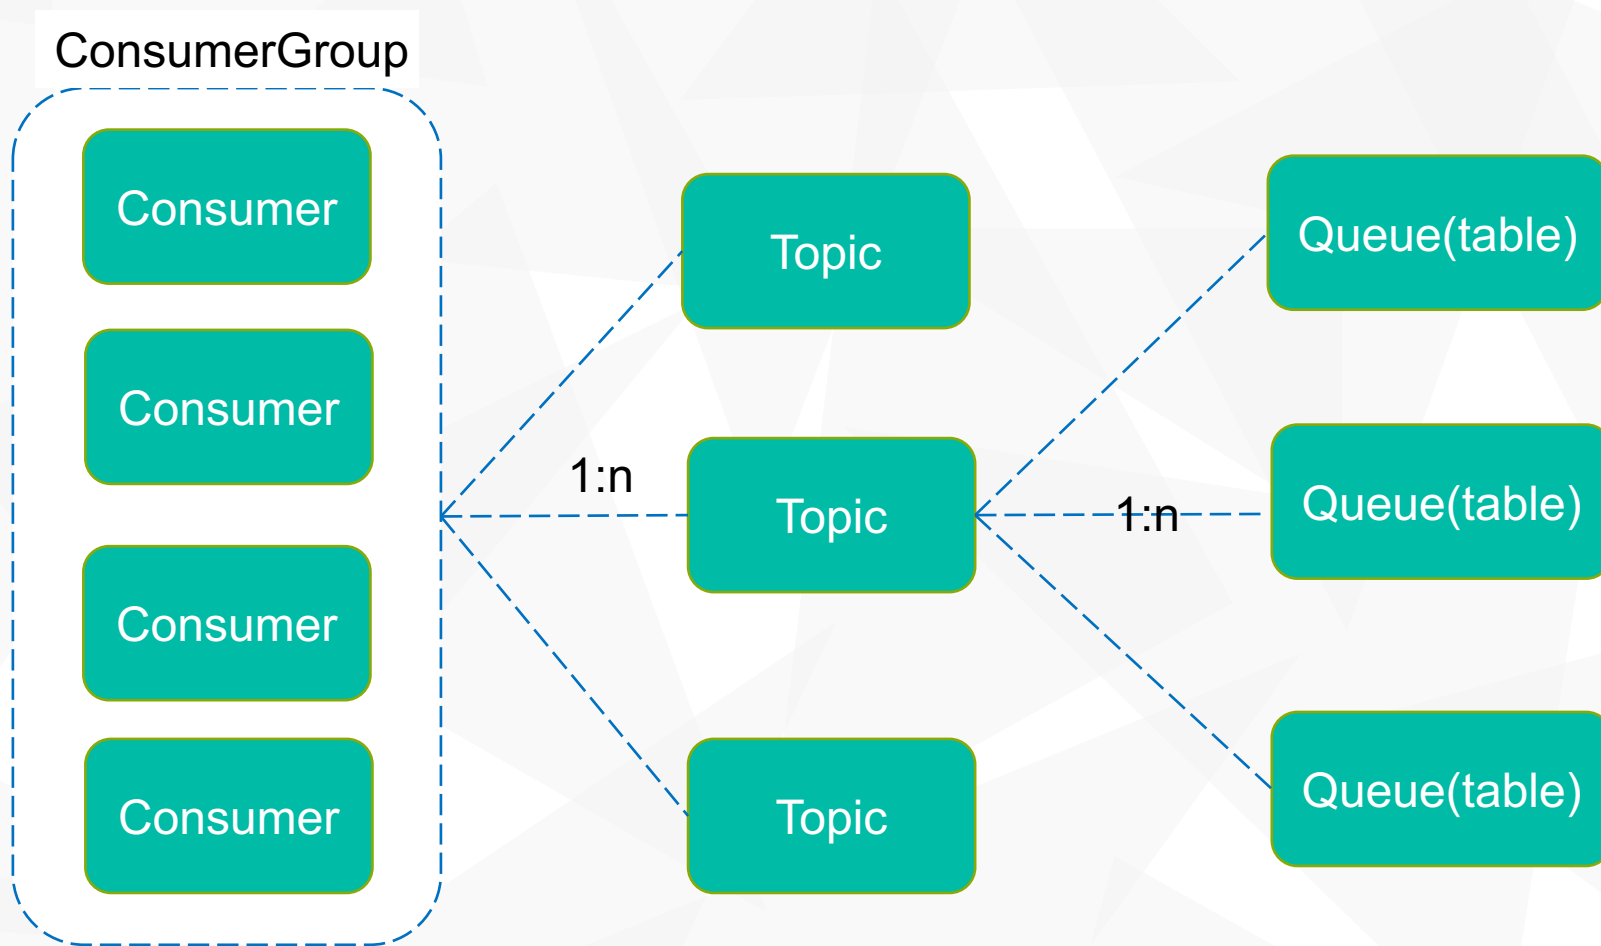 ConsumerGroup
Consumer
Consumer
Consumer
Consumer
Topic
1:n
Topic
Topic
Queue(table)
1:n
Queue(table)
Queue(table)